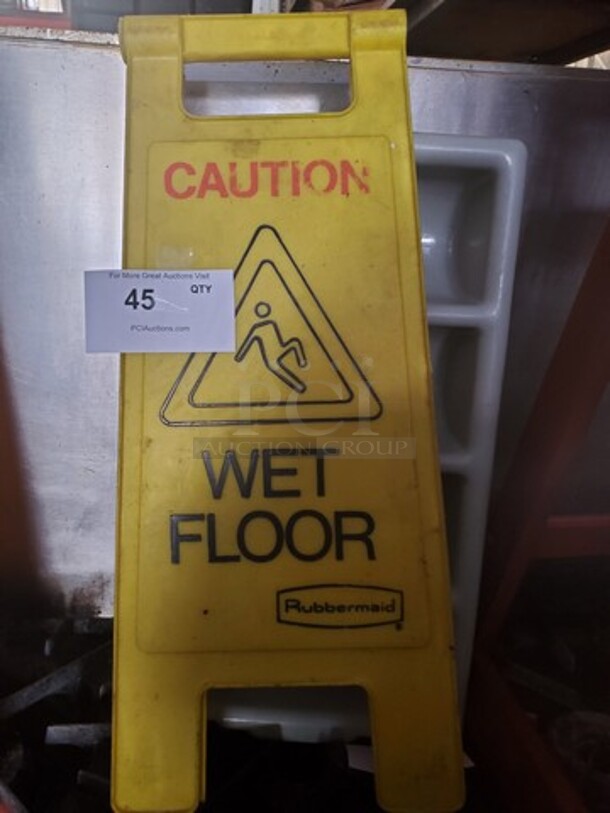 CAUTION
For More Great Auctions Visit
45 QTY
PCIAuctions.com
PCI
AUCTION GROUP
WET
FLOOR
Rubbermaid